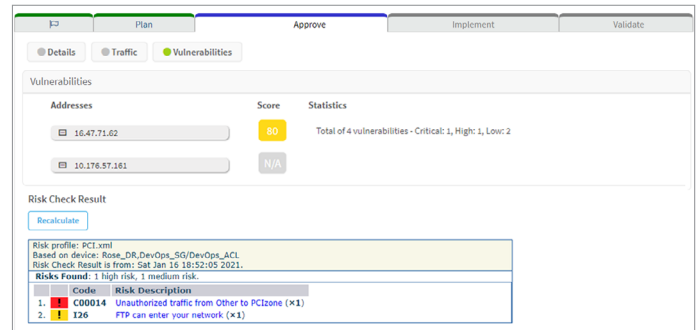 Plan
Approve
Implement
Validate
Details
Traffic
Vulnerabilities
Vulnerabilities
Addresses Score Statistics
16.47.71.62 80 Total of 4 vulnerabilities - Critical: 1, High: 1, Low: 2
10.176.57.161 N/A
Risk Check Result
Recalculate
Risk profile: PCI.xml
Based on device: Rose_DR,DevOps_SG/DevOps_ACL
Risk Check Result is from: Sat Jan 16 18:52:05 2021.
Risks Found: 1 high risk, 1 medium risk.
Code Risk Description
1. ! C00014 Unauthorized traffic from Other to PCIzone (×1)
2. ! I26 FTP can enter your network (×1)